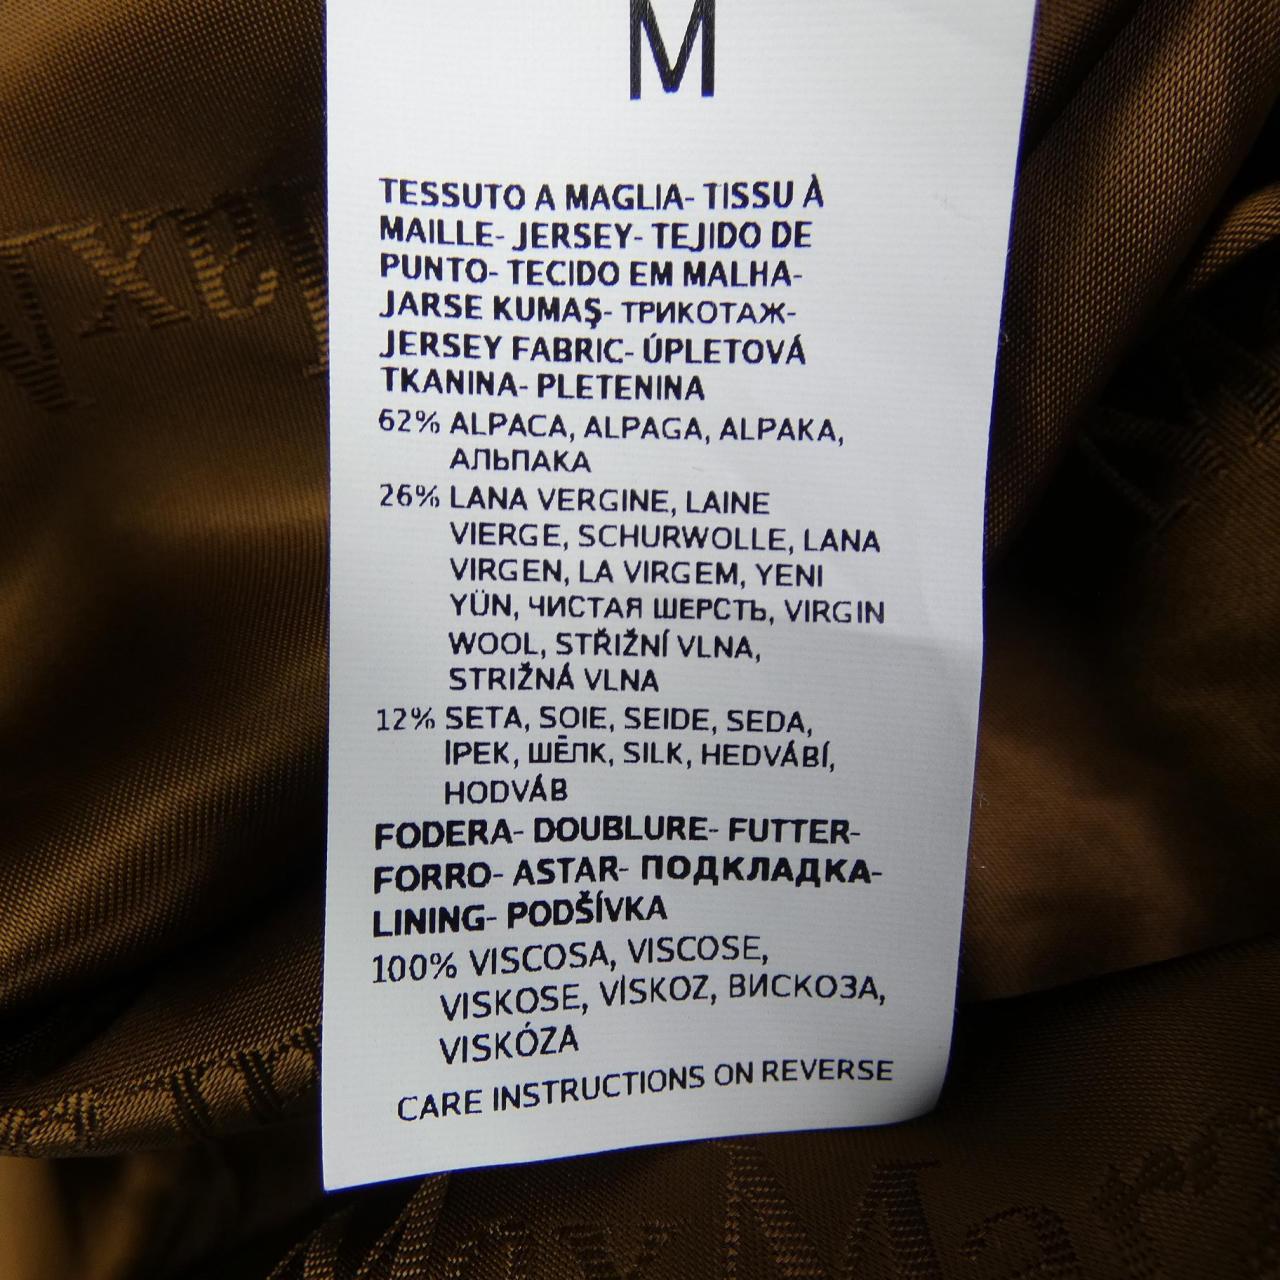 M
TESSUTO A MAGLIA- TISSU À
MAILLE- JERSEY- TEJIDO DE
PUNTO- TECIDO EM MALHA-
JARSE KUMAŞ- ТРИКОТАЖ-
JERSEY FABRIC- ÚPLETOVÁ
TKANINA- PLETENINA
62% ALPACA, ALPAGA, ALPAKA,
АЛЬПАКА
26% LANA VERGINE, LAINE
VIERGE, SCHURWOLLE, LANA
VIRGEN, LA VIRGEM, YENI
YÜN, ЧИСТАЯ ШЕРСТЬ, VIRGIN
WOOL, STŘIŽNÍ VLNA,
STRIŽNÁ VLNA
12% SETA, SOIE, SEIDE, SEDA,
İPEK, ШЁЛК, SILK, HEDVÁBÍ,
HODVÁB
FODERA- DOUBLURE- FUTTER-
FORRO- ASTAR- ПОДКЛАДКА-
LINING- PODŠÍVKA
100% VISCOSA, VISCOSE,
VISKOSE, VİSKOZ, ВИСКОЗА,
VISKÓZA
CARE INSTRUCTIONS ON REVERSE
MaxMara